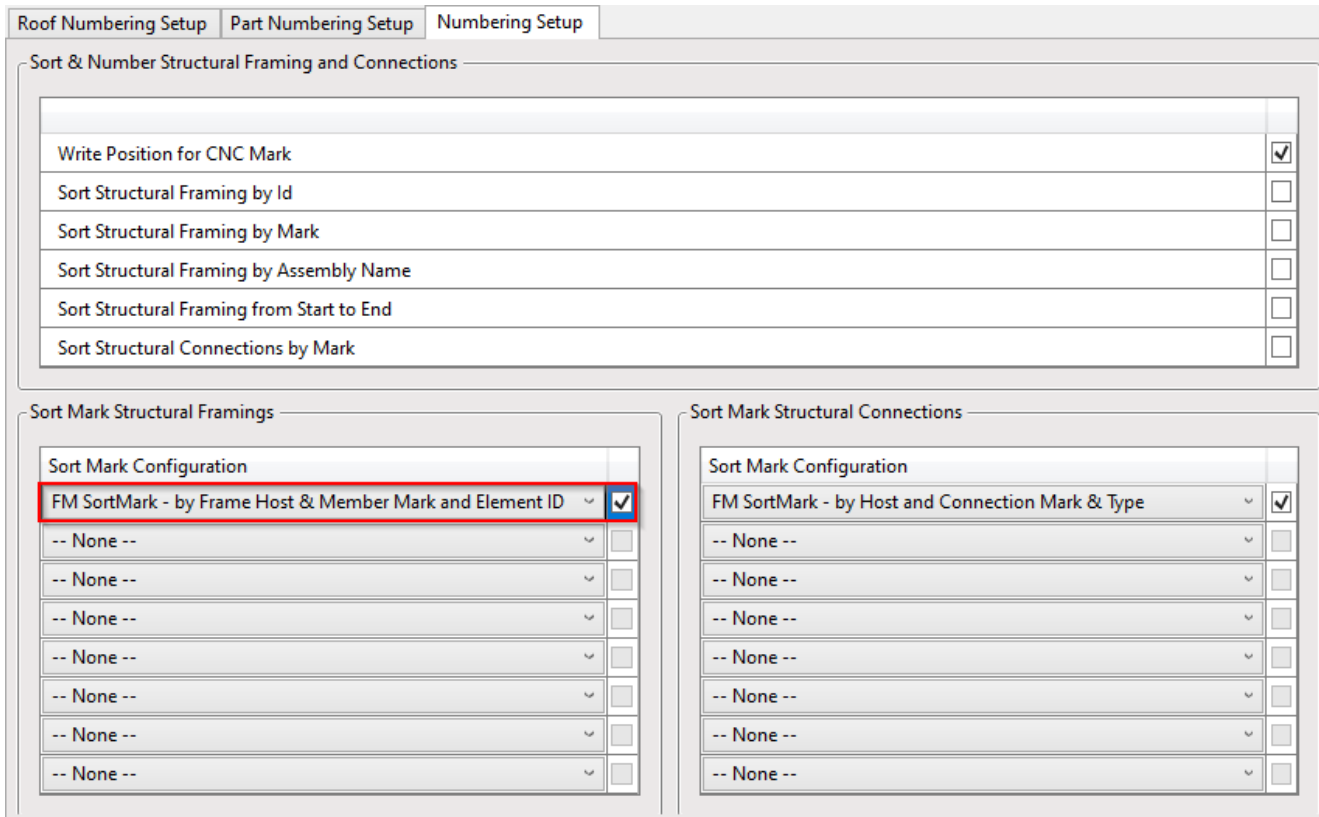 Roof Numbering Setup
Part Numbering Setup
Numbering Setup
Sort & Number Structural Framing and Connections
Write Position for CNC Mark
Sort Structural Framing by Id
Sort Structural Framing by Mark
Sort Structural Framing by Assembly Name
Sort Structural Framing from Start to End
Sort Structural Connections by Mark
Sort Mark Structural Framings
Sort Mark Configuration
FM SortMark - by Frame Host & Member Mark and Element ID
-- None --
-- None --
-- None --
-- None --
-- None --
-- None --
-- None --
Sort Mark Structural Connections
Sort Mark Configuration
FM SortMark - by Host and Connection Mark & Type
-- None --
-- None --
-- None --
-- None --
-- None --
-- None --
-- None --